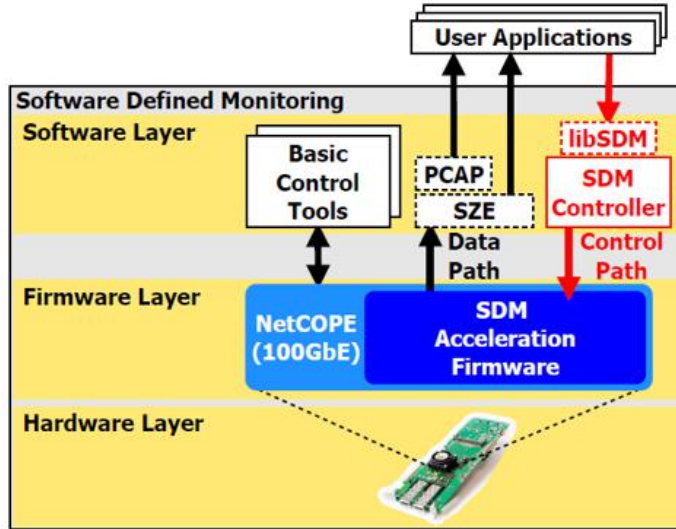 User Applications
Software Defined Monitoring
Software Layer
libSDM
Basic
Control
Tools
PCAP
SZE
SDM
Controller
Data
Path
Control
Path
Firmware Layer
NetCOPE
(100GbE)
SDM
Acceleration
Firmware
Hardware Layer